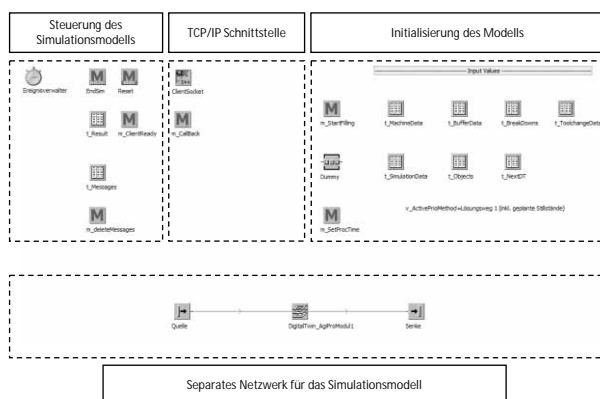 Steuerung des
Simulationsmodells
TCP/IP Schnittstelle
Initialisierung des Modells
Ereignisverwalter
EndSim
Reset
t_Result
m_ClientReady
t_Messages
m_deleteMessages
ClientSocket
m_CallBack
Input Values
m_StartFilling
t_MachineData
t_BufferData
t_BreakDowns
t_ToolchangeData
Dummy
t_SimulationData
t_Objects
t_NextDT
m_SetProcTime
v_ActivePrioMethod=Lösungsweg 1 (inkl. geplante Stillstände)
Quelle
DigitalTwin_AgiProModul1
Senke
Separates Netzwerk für das Simulationsmodell